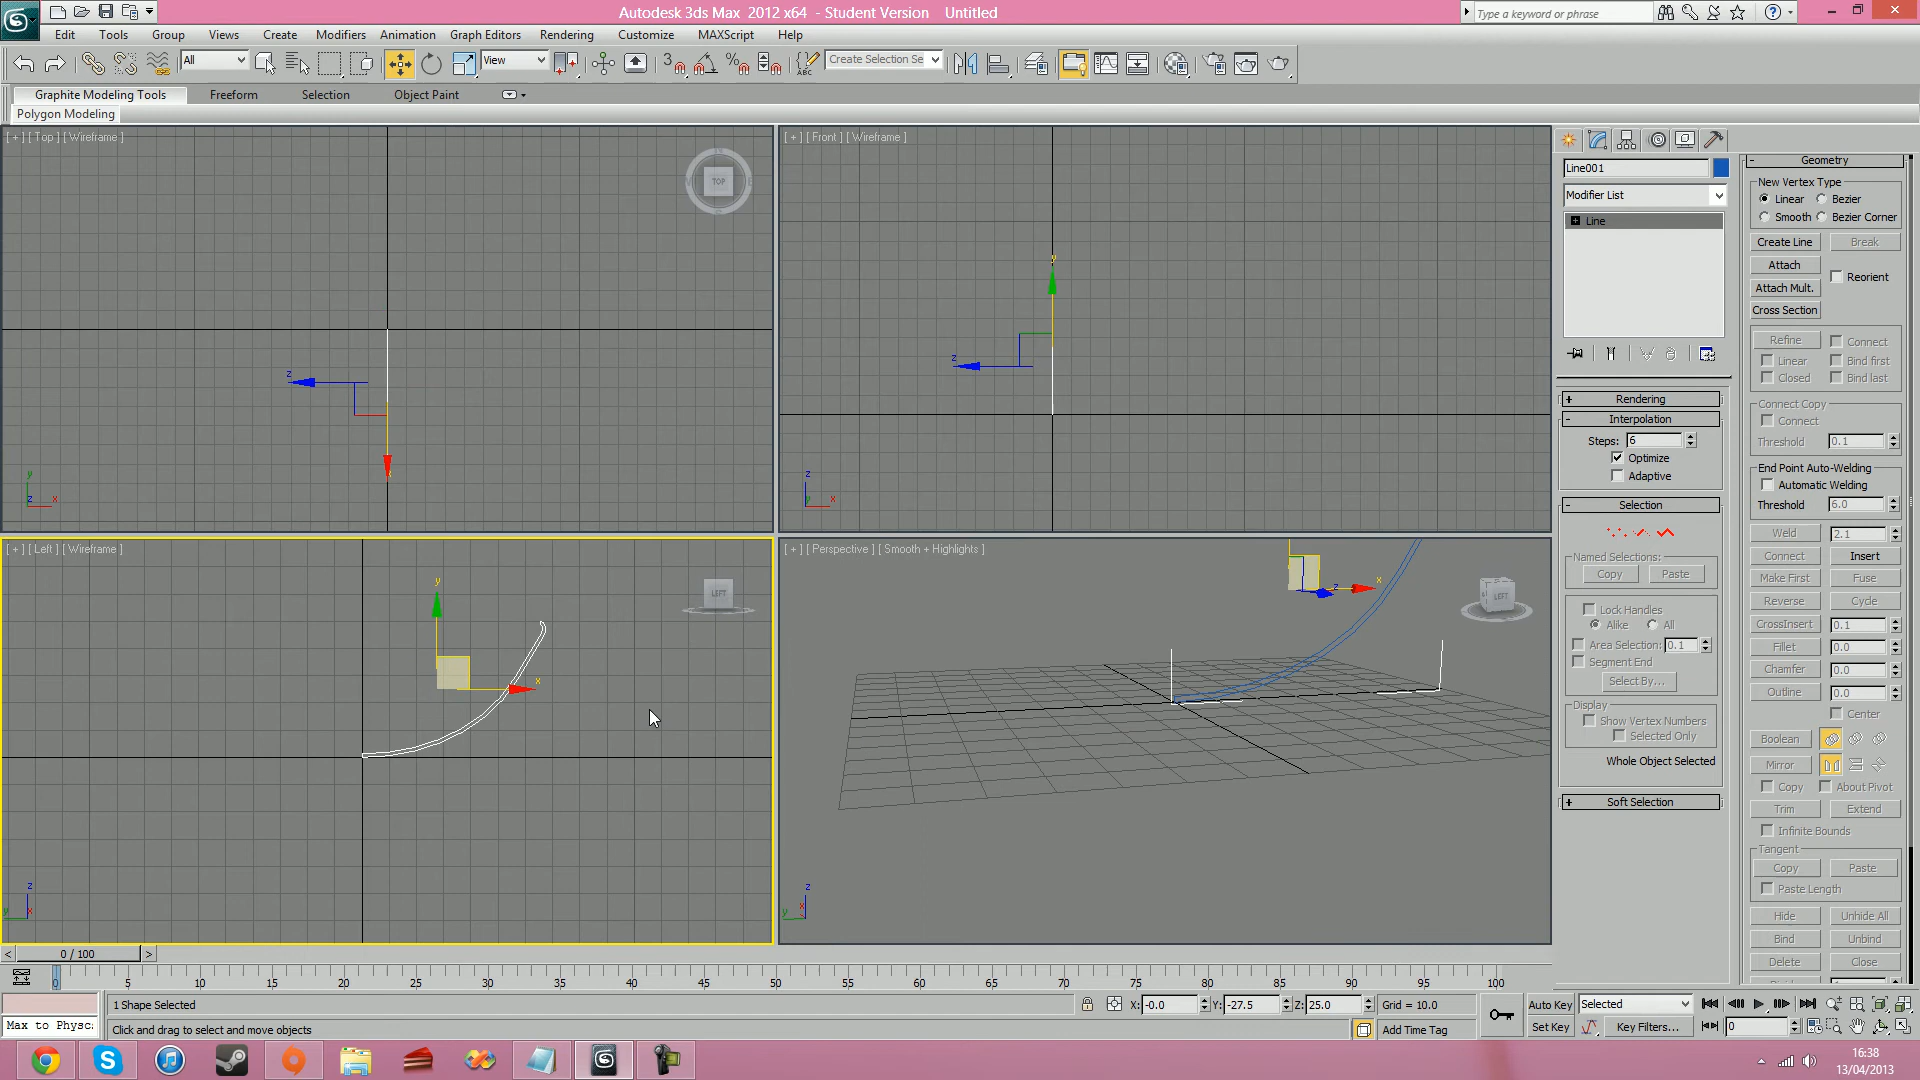 Autodesk 3ds Max 2012 x64 - Student Version Untitled
Type a keyword or phrase
Edit Tools Group Views Create Modifiers Animation Graph Editors Rendering Customize MAXScript Help
All View Create Selection Se
Graphite Modeling Tools Freeform Selection Object Paint
Polygon Modeling
[ + ] [ Top ] [ Wireframe ]
TOP
z
y
z x
[ + ] [ Front ] [ Wireframe ]
y
z
z
y x
[ + ] [ Left ] [ Wireframe ]
LEFT
y
x
z
y x
[ + ] [ Perspective ] [ Smooth + Highlights ]
LEFT
z x
z
y x
Line001
Modifier List
Line
Rendering
Interpolation
Steps: 6
Optimize
Adaptive
Selection
Named Selections:
Copy Paste
Lock Handles
Alike All
Area Selection: 0.1
Segment End
Select By...
Display
Show Vertex Numbers
Selected Only
Whole Object Selected
Soft Selection
Geometry
New Vertex Type
Linear Bezier
Smooth Bezier Corner
Create Line Break
Attach
Reorient
Attach Mult.
Cross Section
Refine Connect
Linear Bind first
Closed Bind last
Connect Copy
Connect
Threshold 0.1
End Point Auto-Welding
Automatic Welding
Threshold 6.0
Weld 2.1
Connect Insert
Make First Fuse
Reverse Cycle
CrossInsert 0.1
Fillet 0.0
Chamfer 0.0
Outline 0.0
Center
Boolean
Mirror
Copy About Pivot
Trim Extend
Infinite Bounds
Tangent
Copy Paste
Paste Length
Hide Unhide All
Bind Unbind
Delete Close
< 0 / 100 >
0 5 10 15 20 25 30 35 40 45 50 55 60 65 70 75 80 85 90 95 100
1 Shape Selected X: -0.0 Y: -27.5 Z: 25.0 Grid = 10.0 Auto Key Selected
Max to Physc: Click and drag to select and move objects Add Time Tag Set Key Key Filters... 0
16:38
13/04/2013